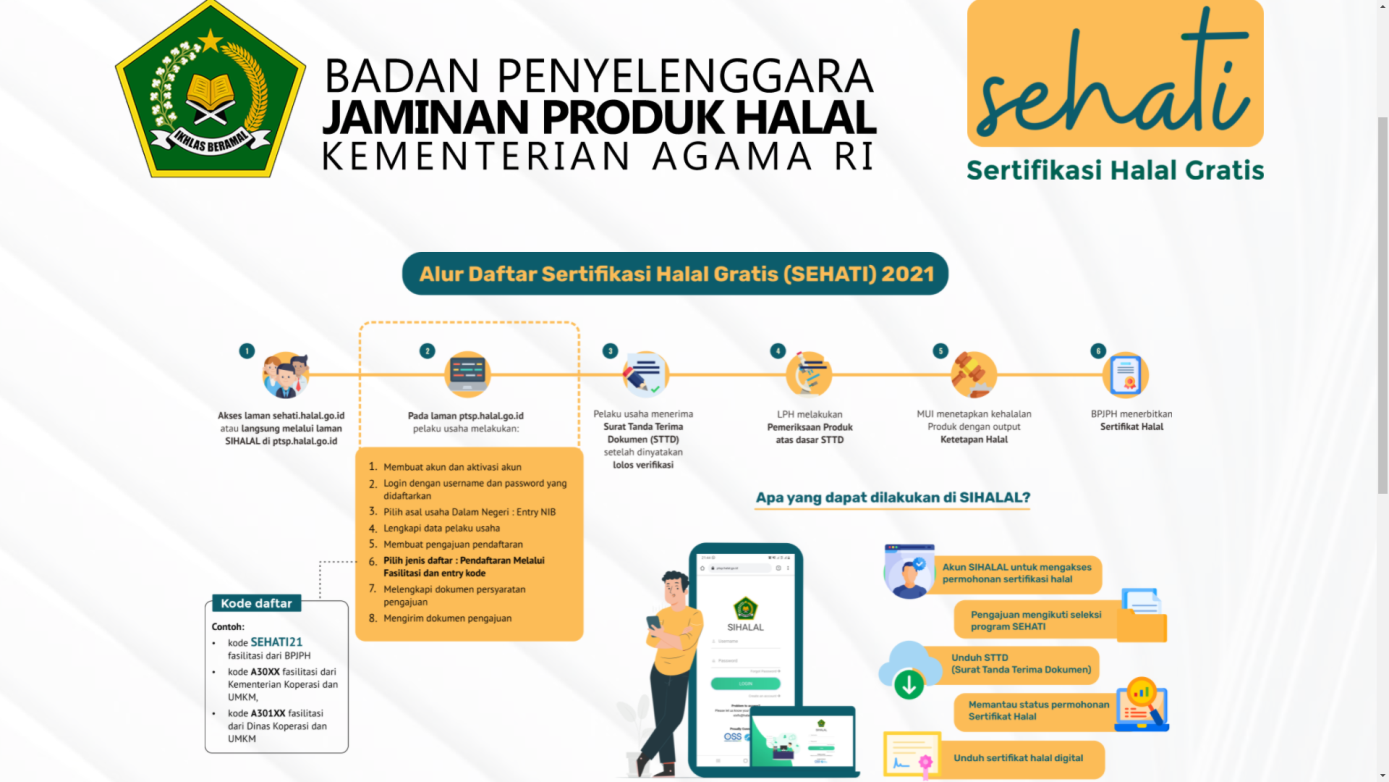 IKHLAS BERAMAL
BADAN PENYELENGGARA
JAMINAN PRODUK HALAL
KEMENTERIAN AGAMA RI
sehati
Sertifikasi Halal Gratis
Alur Daftar Sertifikasi Halal Gratis (SEHATI) 2021
1
Akses laman sehati.halal.go.id
atau langsung melalui laman
SIHALAL di ptsp.halal.go.id
2
Pada laman ptsp.halal.go.id
pelaku usaha melakukan:
1. Membuat akun dan aktivasi akun
2. Login dengan username dan password yang
didaftarkan
3. Pilih asal usaha Dalam Negeri : Entry NIB
4. Lengkapi data pelaku usaha
5. Membuat pengajuan pendaftaran
6. Pilih jenis daftar : Pendaftaran Melalui
Fasilitasi dan entry kode
7. Melengkapi dokumen persyaratan
pengajuan
8. Mengirim dokumen pengajuan
Kode daftar
Contoh:
• kode SEHATI21
fasilitasi dari BPJPH
• kode A30XX fasilitasi dari
Kementerian Koperasi dan
UMKM,
• kode A301XX fasilitasi
dari Dinas Koperasi dan
UMKM
3
Pelaku usaha menerima
Surat Tanda Terima
Dokumen (STTD)
setelah dinyatakan
lolos verifikasi
4
LPH melakukan
Pemeriksaan Produk
atas dasar STTD
5
MUI menetapkan kehalalan
Produk dengan output
Ketetapan Halal
6
BPJPH menerbitkan
Sertifikat Halal
Apa yang dapat dilakukan di SIHALAL?
SIHALAL
Username
Password
LOGIN
OSS
SIHALAL
Akun SIHALAL untuk mengakses
permohonan sertifikasi halal
Pengajuan mengikuti seleksi
program SEHATI
Unduh STTD
(Surat Tanda Terima Dokumen)
Memantau status permohonan
Sertifikat Halal
Unduh sertifikat halal digital